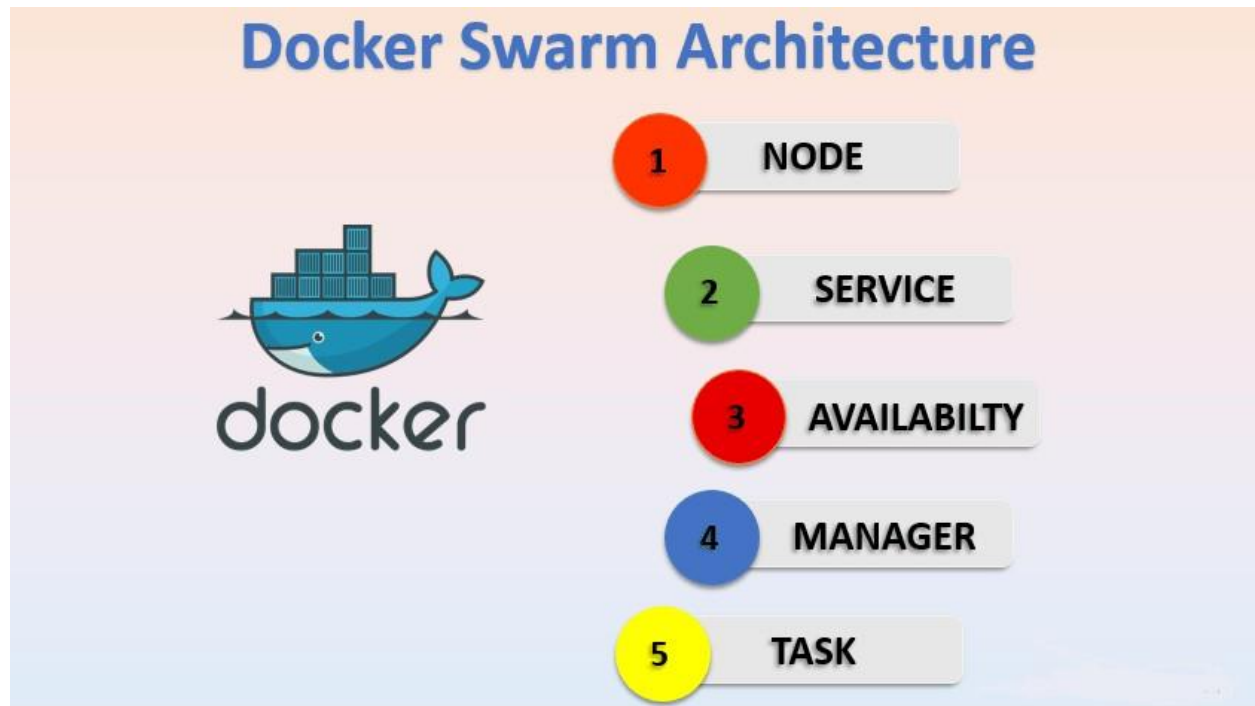 Docker Swarm Architecture
1 NODE
2 SERVICE
docker
3 AVAILABILTY
4 MANAGER
5 TASK